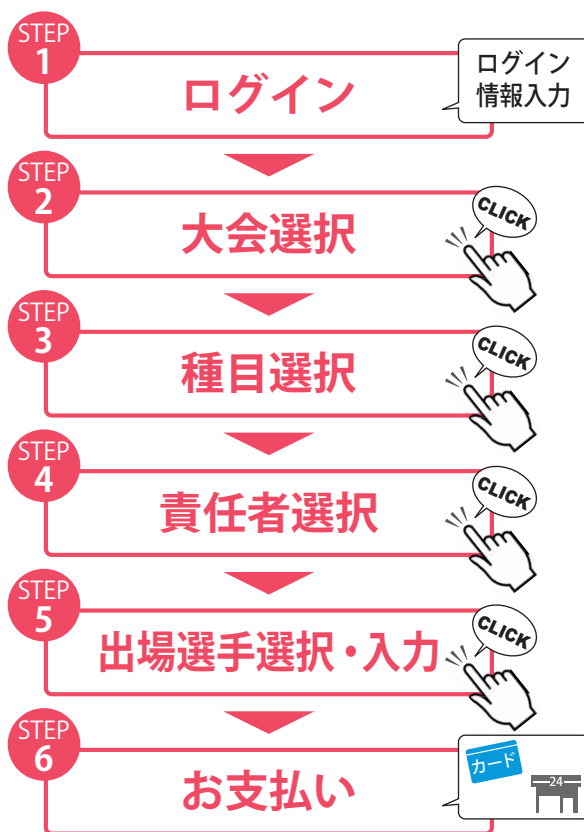 STEP
1
ログイン
ログイン
情報入力
STEP
2
大会選択
CLICK
STEP
3
種目選択
CLICK
STEP
4
責任者選択
CLICK
STEP
5
出場選手選択・入力
CLICK
STEP
6
お支払い
カード
24